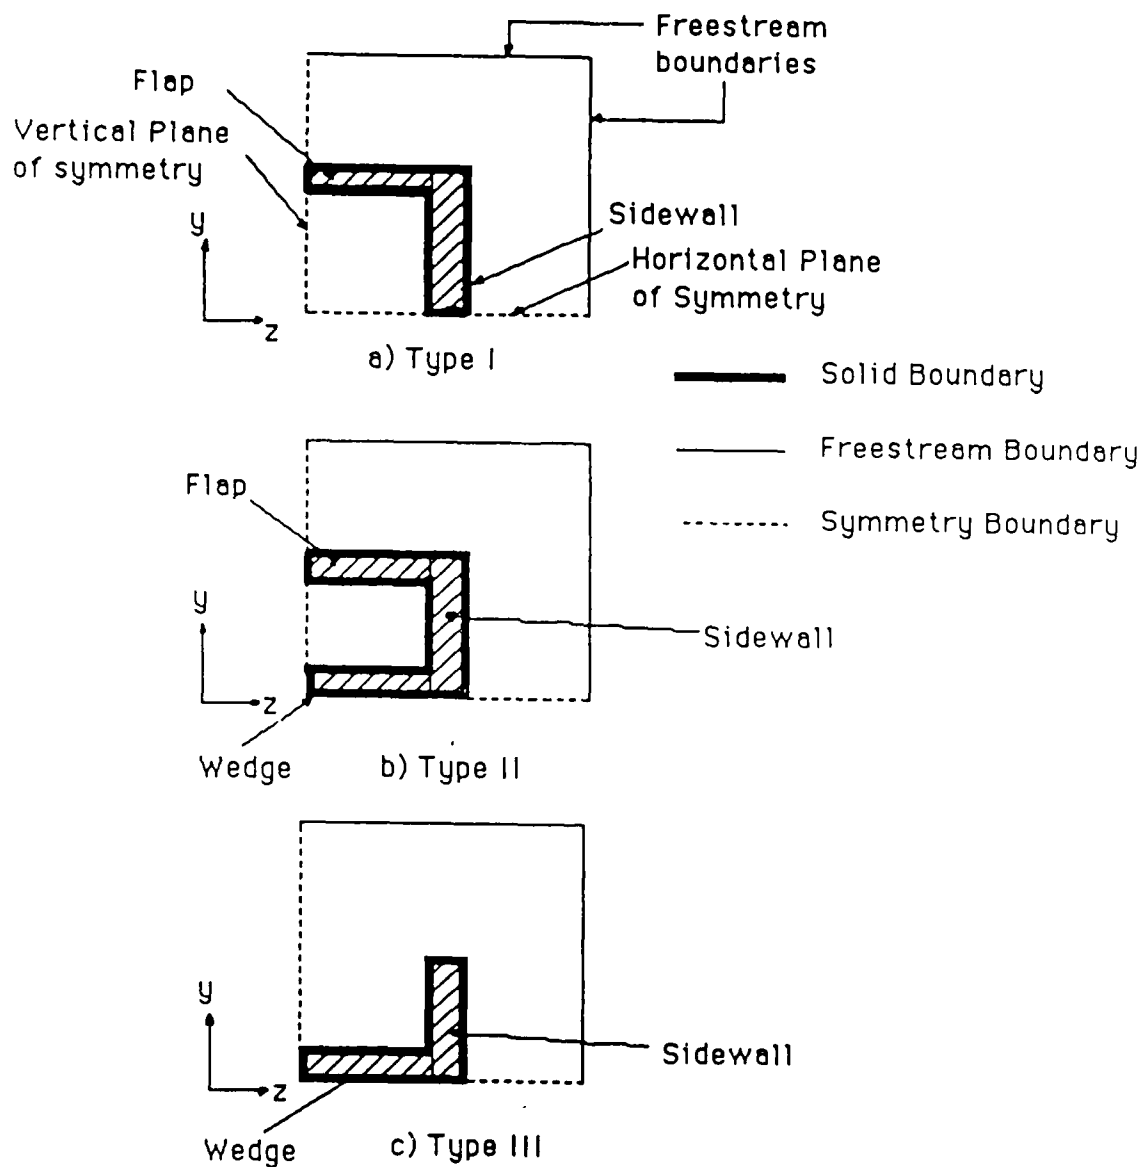 Freestream
boundaries
Flap
Vertical Plane
of symmetry
y
z
Sidewall
Horizontal Plane
of Symmetry
a) Type I
Solid Boundary
Freestream Boundary
Symmetry Boundary
Flap
y
z
Sidewall
Wedge
b) Type II
y
z
Sidewall
Wedge
c) Type III